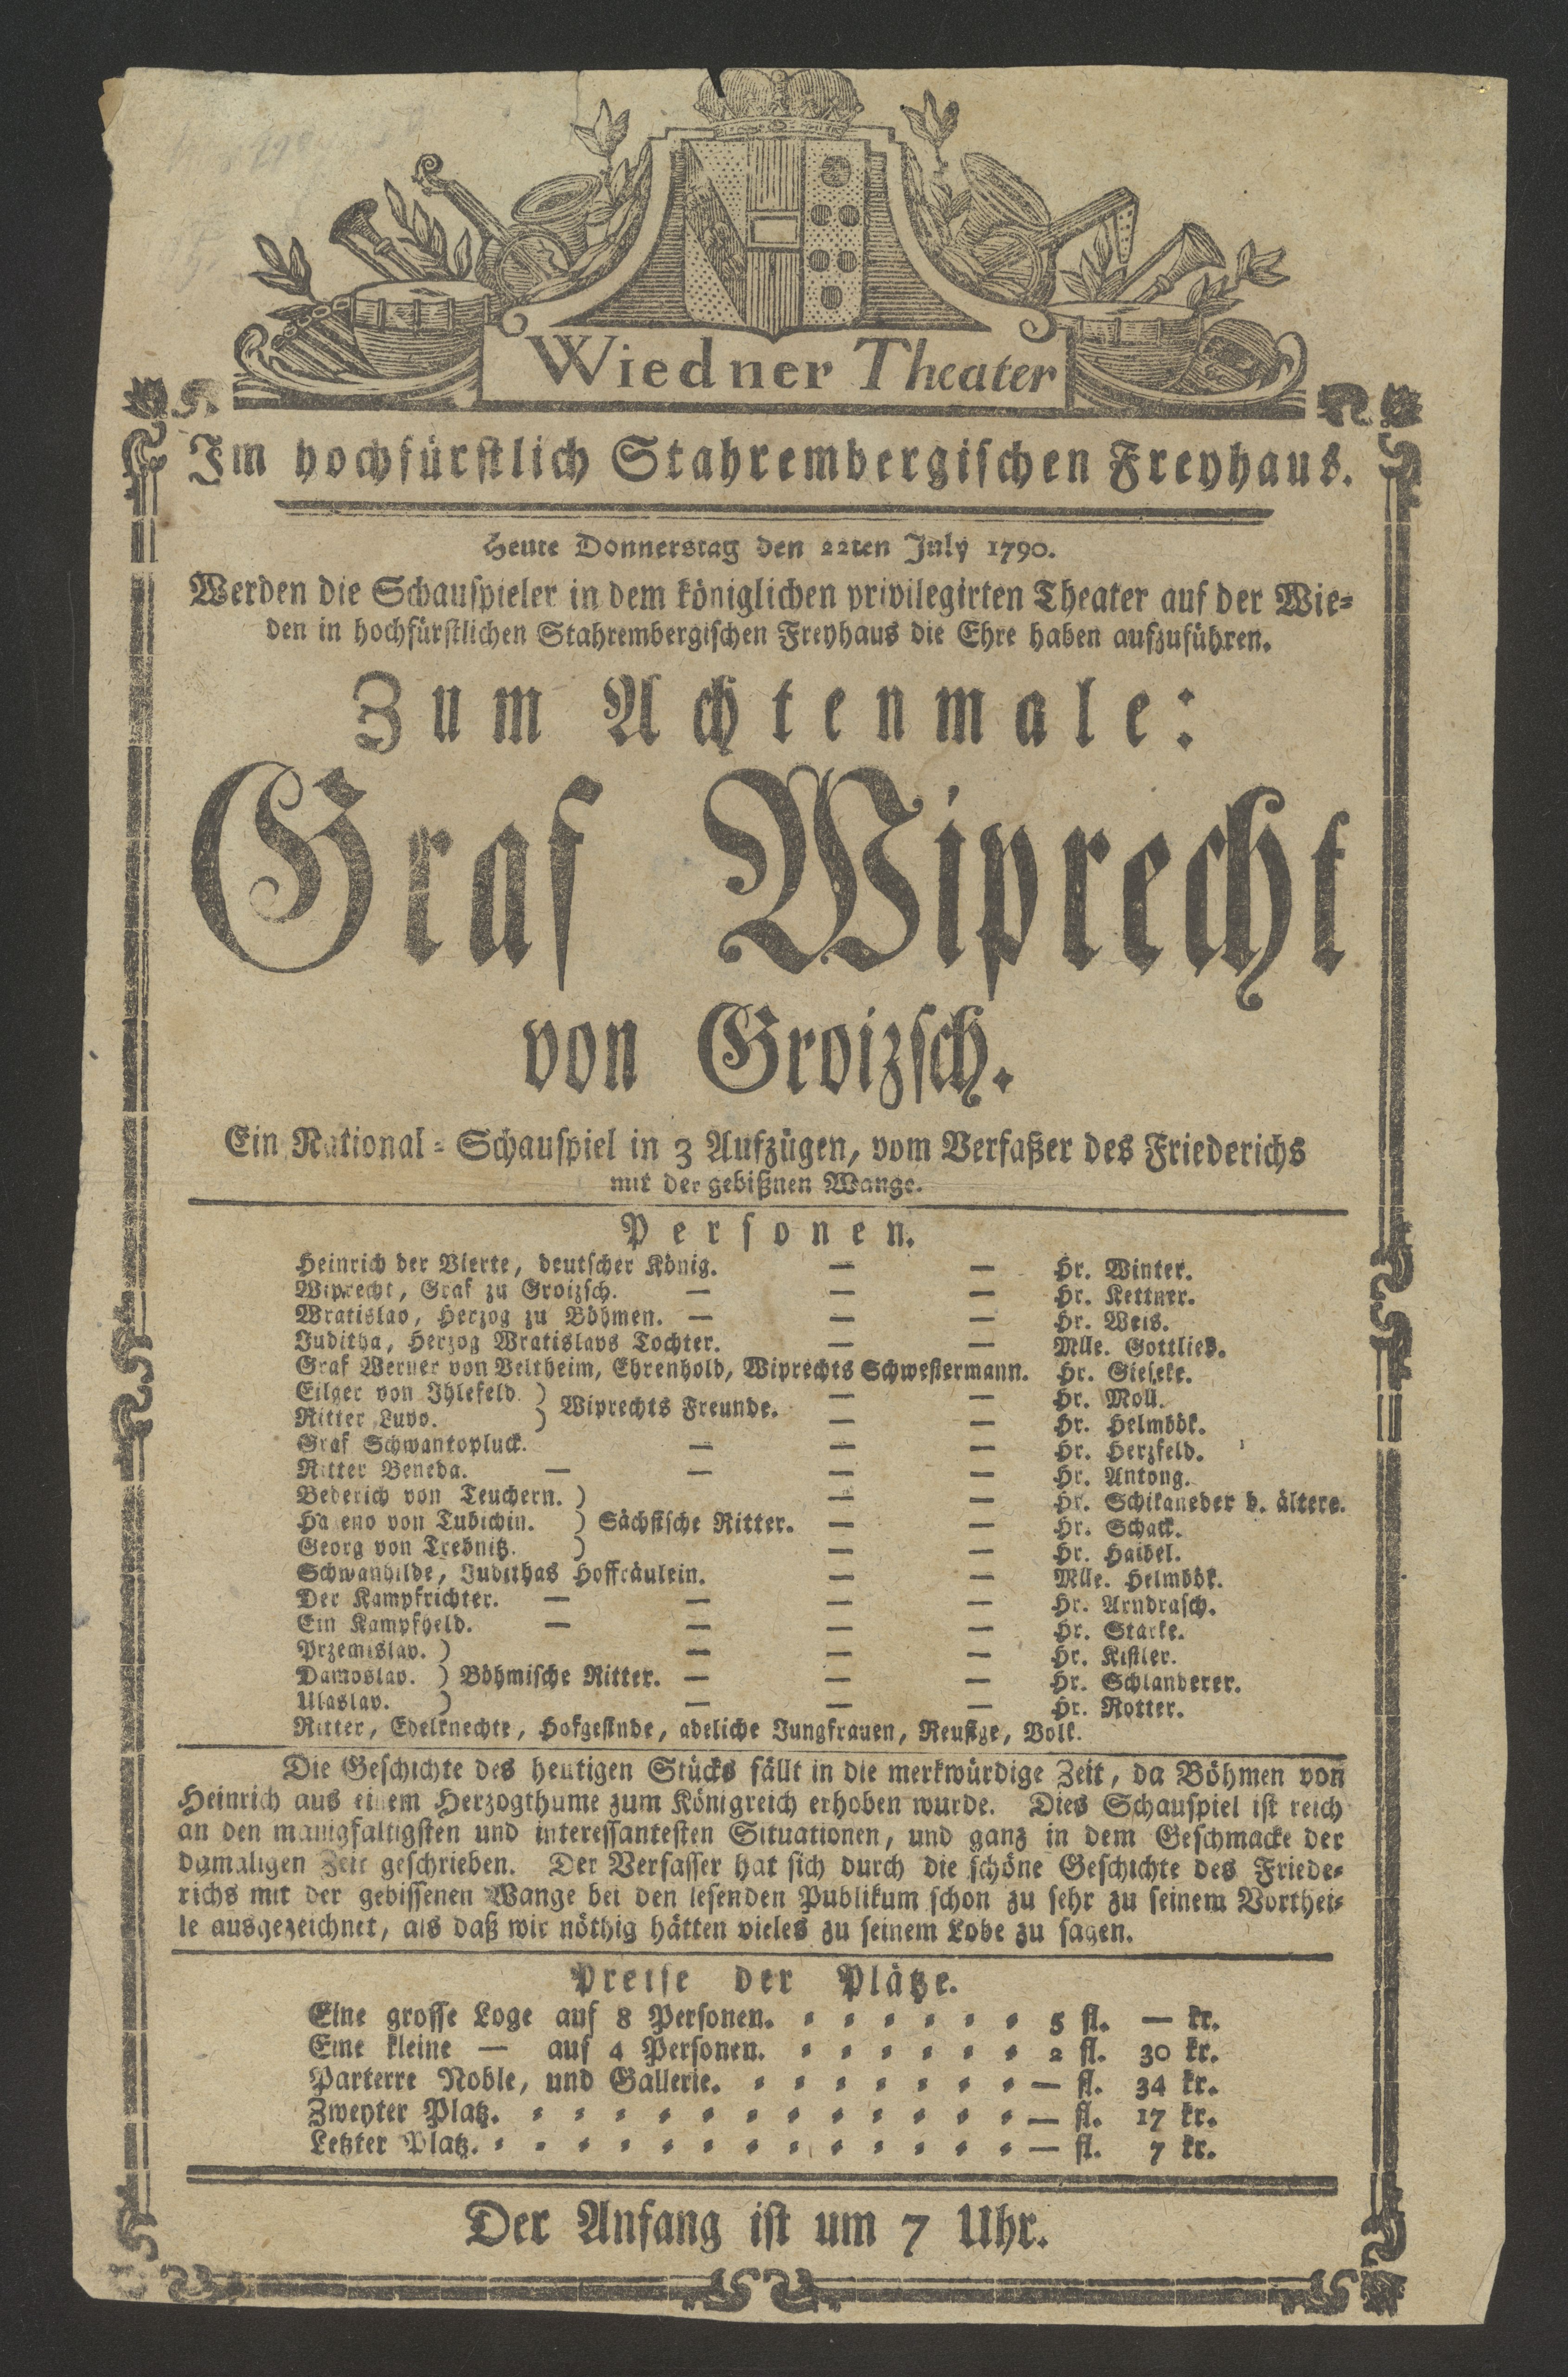 Wiedner Theater
Im hochfürstlich Stahrembergischen Freyhaus.
Heute Donnerstag den 22ten July 1790.
Werden die Schauspieler in dem königlichen privilegirten Theater auf der Wie=
den in hochfürstlichen Stahrembergischen Freyhaus die Ehre haben aufzuführen.
Zum Achtenmale:
Graf Wiprecht
von Groizsch.
Ein National=Schauspiel in 3 Aufzügen, vom Verfaßer des Friederichs
mit der gebißnen Wange.
Personen.
Heinrich der Vierte, deutscher König. — — Hr. Winter.
Wiprecht, Graf zu Groizsch. — — — Hr. Kettner.
Wratislav, Herzog zu Böhmen. — — — Hr. Weis.
Juditha, Herzog Wratislavs Tochter. — — Mlle. Gottlieb.
Graf Werner von Veltheim, Ehrenhold, Wiprechts Schwestermann. Hr. Gieseke.
Eilger von Ihlefeld. ) Wiprechts Freunde. — — Hr. Moll.
Ritter Luvo. ) — — Hr. Helmbök.
Graf Schwantopluck. — — — Hr. Herzfeld.
Ritter Beneda. — — — — Hr. Antong.
Bederich von Teuchern. ) — — Hr. Schikaneder d. ältere.
von Tubichin. ) Sächsische Ritter. — — Hr. Schack.
Georg von Trebnitz. ) — — Hr. Haibel.
Schwanhilde, Judithas Hoffräulein. — — Mlle. Helmbök.
Der Kampfrichter. — — — — Hr. Arndrasch.
Ein Kampfheld. — — — — Hr. Starke.
Przemislav. ) — — — Hr. Kistler.
Damoslav. ) Böhmische Ritter. — — — Hr. Schlanderer.
Ulaslav. ) — — — Hr. Rotter.
Ritter, Edelknechte, Hofgesinde, adeliche Jungfrauen, Reusige, Volk.
Die Geschichte des heutigen Stücks fällt in die merkwürdige Zeit, da Böhmen von
Heinrich aus einem Herzogthume zum Königreich erhoben wurde. Dies Schauspiel ist reich
an den manigfaltigsten und interessantesten Situationen, und ganz in dem Geschmacke der
damaligen Zeit geschrieben. Der Verfasser hat sich durch die schöne Geschichte des Friede=
richs mit der gebissenen Wange bei den lesenden Publikum schon zu sehr zu seinem Vorthei=
le ausgezeichnet, als daß wir nöthig hätten vieles zu seinem Lobe zu sagen.
Preise der Plätze.
Eine grosse Loge auf 8 Personen. 5 fl. — kr.
Eine kleine — auf 4 Personen. 2 fl. 30 kr.
Parterre Noble, und Gallerie. — fl. 34 kr.
Zweyter Platz. — fl. 17 kr.
Letzter Platz. — fl. 7 kr.
Der Anfang ist um 7 Uhr.